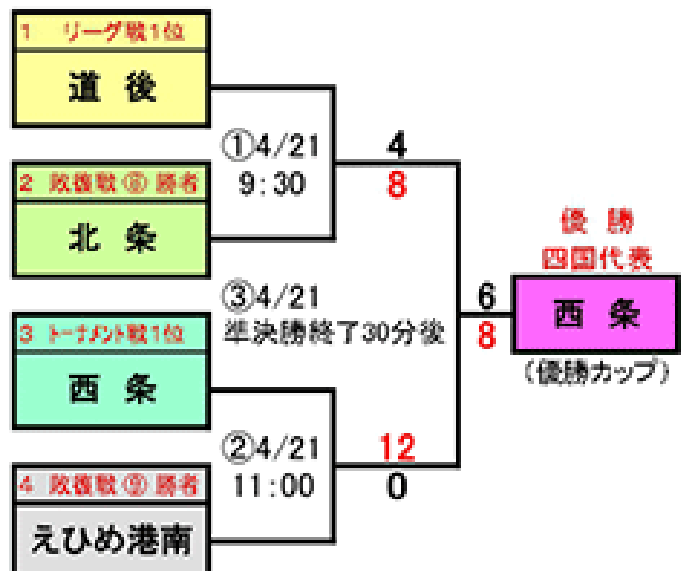 1 リーグ戦1位
道後
①4/21
9:30
4
8
2 敗復戦⑧勝者
北条
優勝
四国代表
西条
(優勝カップ)
③4/21
準決勝終了30分後
6
8
3 トーナメント戦1位
西条
②4/21
11:00
12
0
4 敗復戦⑨勝者
えひめ港南